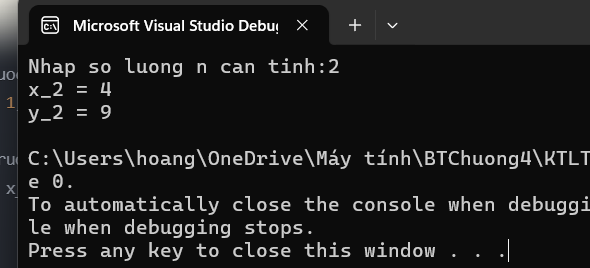 Microsoft Visual Studio Debu
Nhap so luong n can tinh:2
x_2 = 4
y_2 = 9
C:\Users\hoang\OneDrive\Máy tính\BTChuong4\KTLT
e 0.
To automatically close the console when debuggi
le when debugging stops.
Press any key to close this window . . .